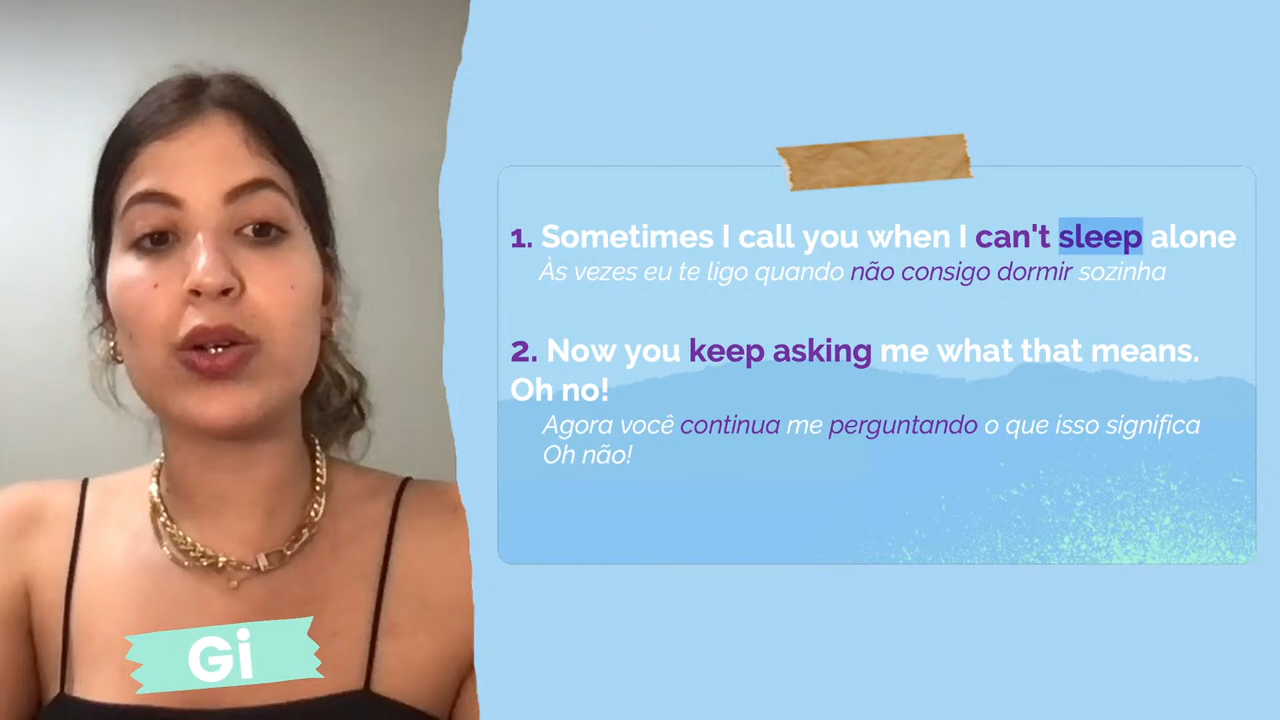 1. Sometimes I call you when I can't sleep alone
Às vezes eu te ligo quando não consigo dormir sozinha
2. Now you keep asking me what that means.
Oh no!
Agora você continua me perguntando o que isso significa
Oh não!
Gi